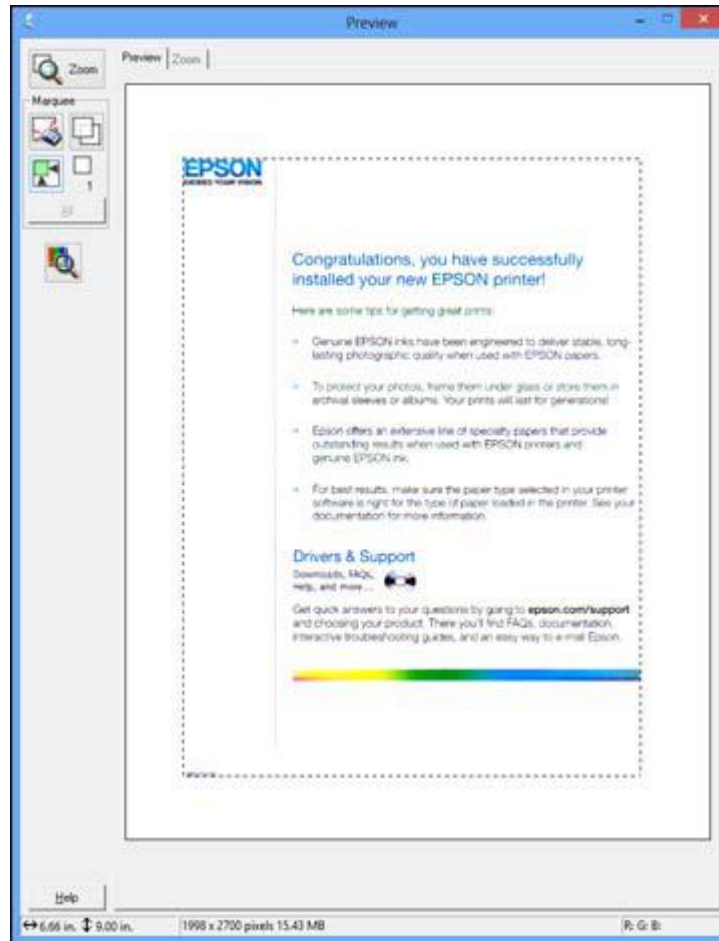 Preview
Zoom
Preview Zoom
Marquee
1
EPSON
EXCEED YOUR VISION
Congratulations, you have successfully
installed your new EPSON printer!
Here are some tips for getting great prints:
Genuine EPSON inks have been engineered to deliver stable, long-
lasting photographic quality when used with EPSON papers.
To protect your photos, frame them under glass or store them in
archival sleeves or albums. Your prints will last for generations!
Epson offers an extensive line of specialty papers that provide
outstanding results when used with EPSON printers and
genuine EPSON ink.
For best results, make sure the paper type selected in your printer
software is right for the type of paper loaded in the printer. See your
documentation for more information.
Drivers & Support
Downloads, FAQs,
Help, and more ...
Get quick answers to your questions by going to epson.com/support
and choosing your product. There you'll find FAQs, documentation,
interactive troubleshooting guides, and an easy way to e-mail Epson.
Help
6.66 in. 9.00 in. 1998 x 2700 pixels 15.43 MB R: G: B: